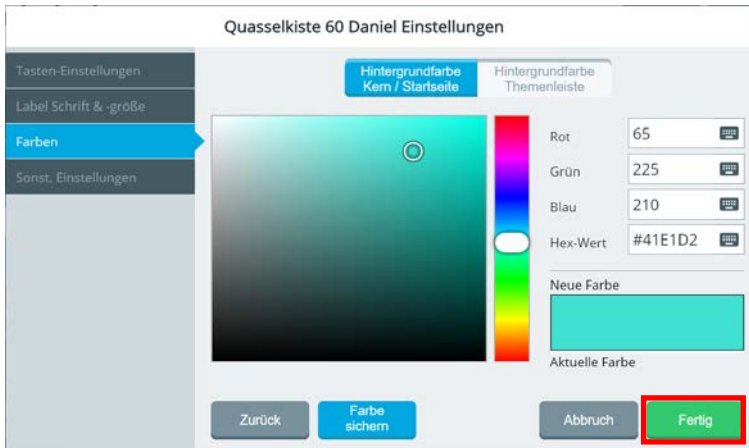 Quasselkiste 60 Daniel Einstellungen
Tasten-Einstellungen
Label Schrift & -größe
Farben
Sonst. Einstellungen
Hintergrundfarbe
Kern / Startseite
Hintergrundfarbe
Themenleiste
Rot 65
Grün 225
Blau 210
Hex-Wert #41E1D2
Neue Farbe
Aktuelle Farbe
Zurück
Farbe
sichern
Abbruch
Fertig